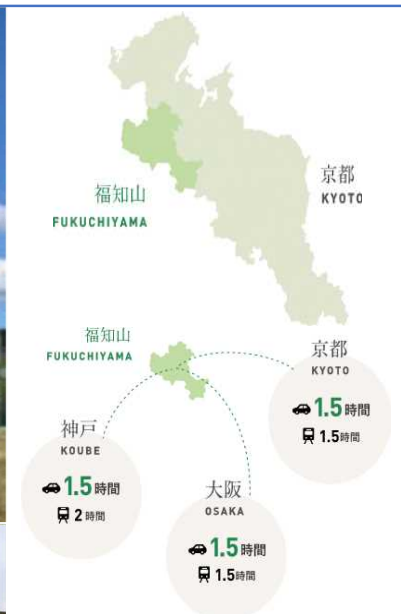 福知山
FUKUCHIYAMA
京都
KYOTO
福知山
FUKUCHIYAMA
京都
KYOTO
1.5時間
1.5時間
神戸
KOUBE
1.5時間
2時間
大阪
OSAKA
1.5時間
1.5時間